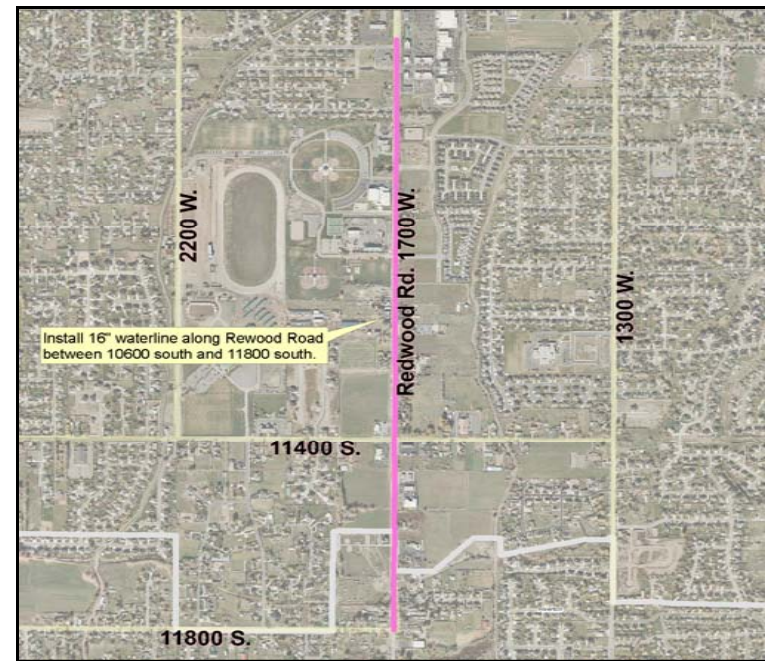 2200 W.
Redwood Rd. 1700 W.
1300 W.
Install 16" waterline along Rewood Road
between 10600 south and 11800 south.
11400 S.
11800 S.